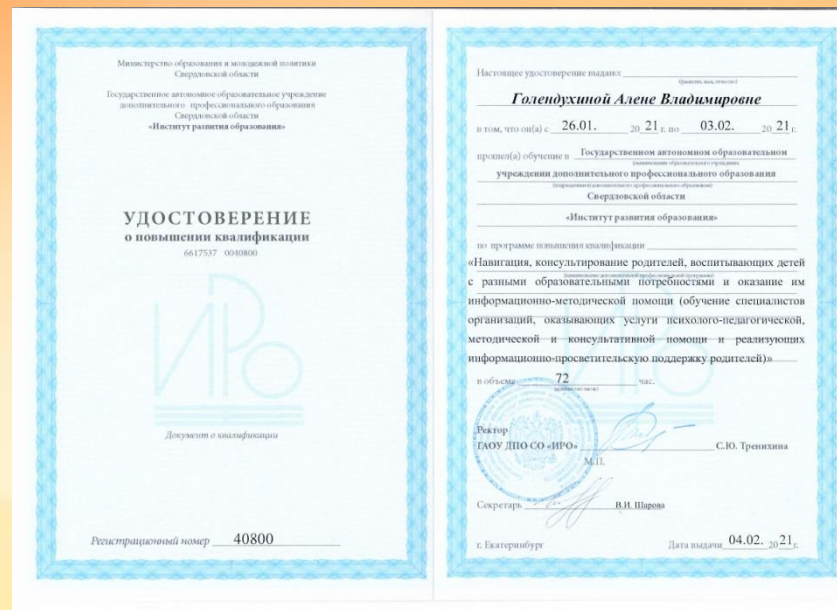 Министерство образования и молодежной политики
Свердловской области
Государственное автономное образовательное учреждение
дополнительного профессионального образования
Свердловской области
«Институт развития образования»
УДОСТОВЕРЕНИЕ
о повышении квалификации
6617537 0040800
ИРО
Документ о квалификации
Регистрационный номер 40800
Настоящее удостоверение выдано
(фамилия, имя, отчество)
Голендухиной Алене Владимировне
в том, что он(а) с 26.01. 20 21 г. по 03.02. 20 21 г.
прошел(а) обучение в Государственном автономном образовательном
учреждении дополнительного профессионального образования
Свердловской области
«Институт развития образования»
по программе повышения квалификации
«Навигация, консультирование родителей, воспитывающих детей
с разными образовательными потребностями и оказание им
информационно-методической помощи (обучение специалистов
организаций, оказывающих услуги психолого-педагогической,
методической и консультативной помощи и реализующих
информационно-просветительскую поддержку родителей)»
в объеме 72 час.
Ректор
ГАОУ ДПО СО «ИРО» С.Ю. Тренихина
М.П.
Секретарь В.И. Шарова
г. Екатеринбург Дата выдачи 04.02. 20 21 г.